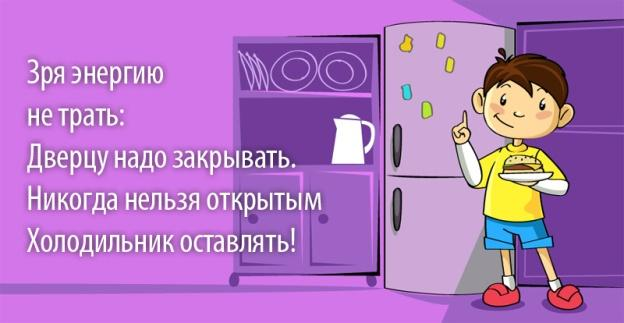 Зря энергию
не трать:
Дверцу надо закрывать.
Никогда нельзя открытым
Холодильник оставлять!